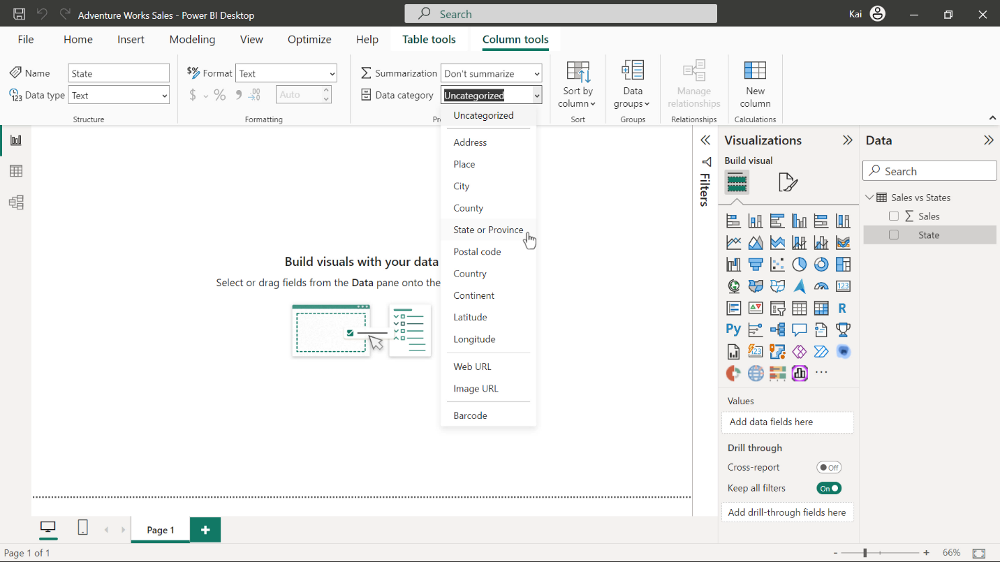 Adventure Works Sales - Power BI Desktop
Search
Kai
File Home Insert Modeling View Optimize Help Table tools Column tools
Name State
Data type Text
Structure
$% Format Text
$ % 9 .00 Auto
Formatting
Σ Summarization Don't summarize
Data category Uncategorized
Sort by column
Sort
Data groups
Groups
Manage relationships
Relationships
New column
Calculations
Uncategorized
Address
Place
City
County
State or Province
Postal code
Country
Continent
Latitude
Longitude
Web URL
Image URL
Barcode
Build visuals with your data
Select or drag fields from the Data pane onto the
Filters
Visualizations
Build visual
123
R
Py
123
...
Values
Add data fields here
Drill through
Cross-report Off
Keep all filters On
Add drill-through fields here
Data
Search
Sales vs States
Σ Sales
State
Page 1
+
Page 1 of 1
- + 66%